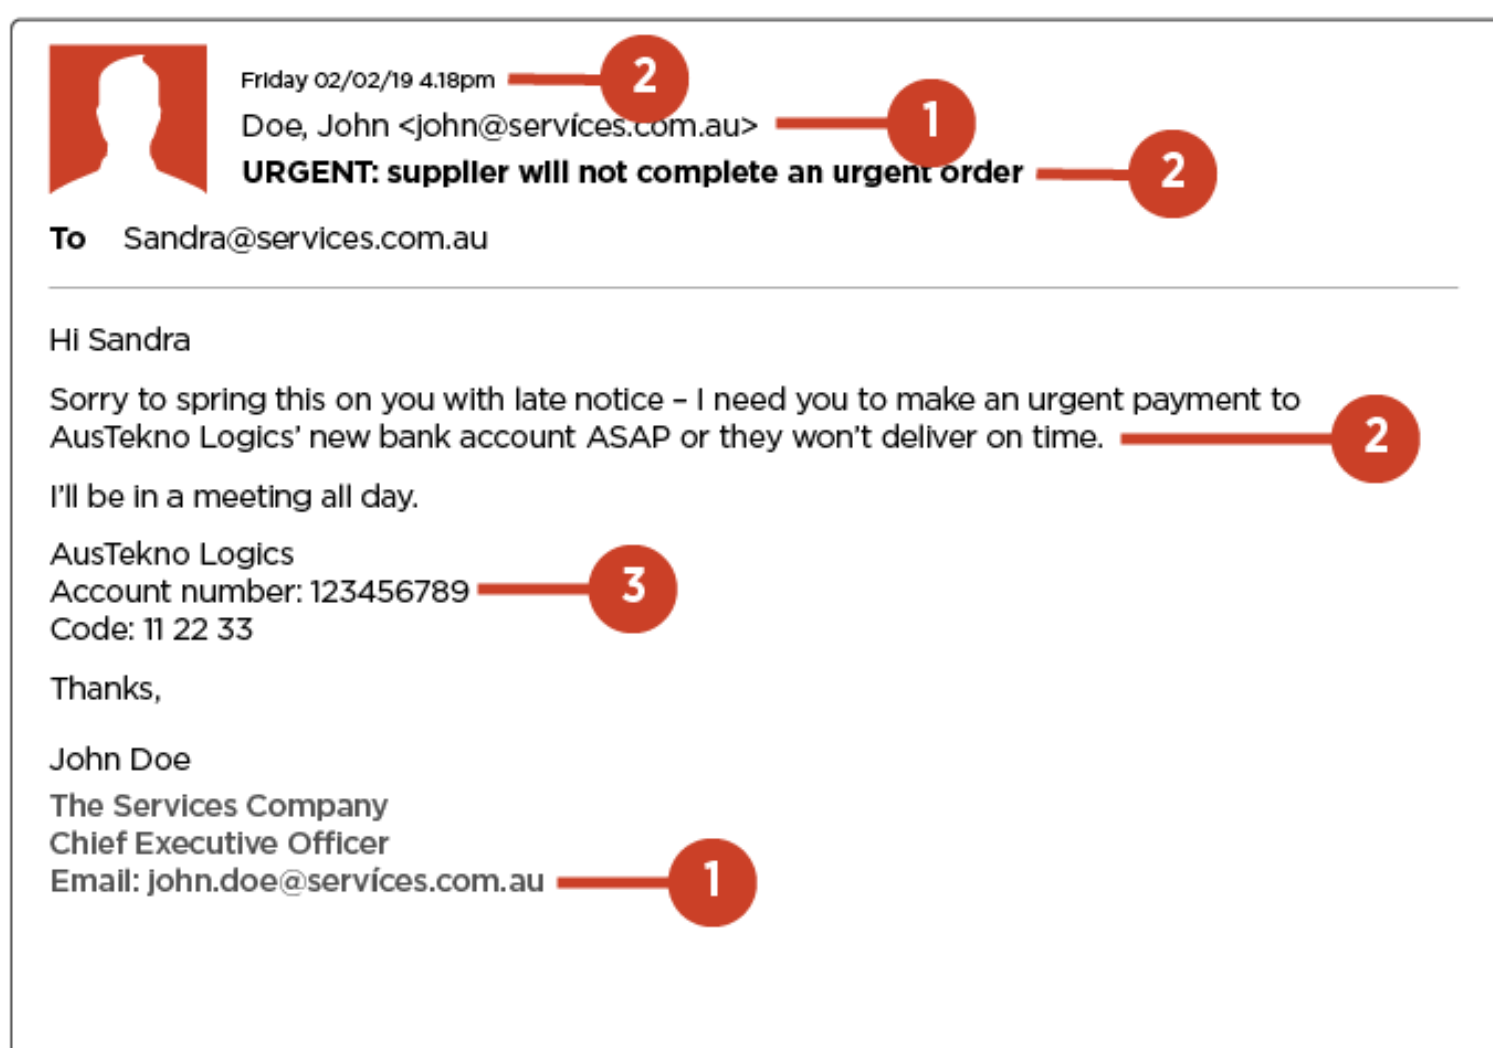 Friday 02/02/19 4.18pm
2
Doe, John <john@servíces.com.au>
1
URGENT: supplier will not complete an urgent order
2
To Sandra@services.com.au
Hi Sandra
Sorry to spring this on you with late notice – I need you to make an urgent payment to
AusTekno Logics’ new bank account ASAP or they won’t deliver on time.
2
I’ll be in a meeting all day.
AusTekno Logics
Account number: 123456789
3
Code: 11 22 33
Thanks,
John Doe
The Services Company
Chief Executive Officer
Email: john.doe@servíces.com.au
1